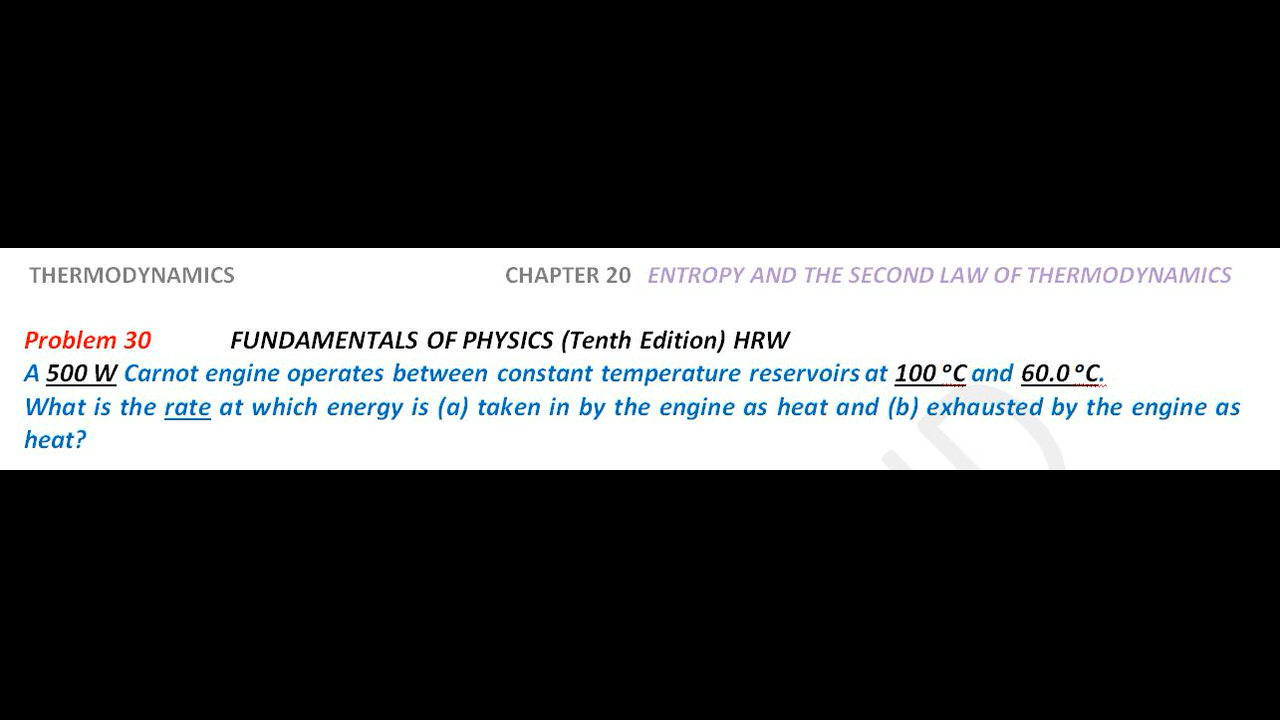 THERMODYNAMICS CHAPTER 20 ENTROPY AND THE SECOND LAW OF THERMODYNAMICS
Problem 30 FUNDAMENTALS OF PHYSICS (Tenth Edition) HRW
A 500 W Carnot engine operates between constant temperature reservoirs at 100 °C and 60.0 °C.
What is the rate at which energy is (a) taken in by the engine as heat and (b) exhausted by the engine as
heat?